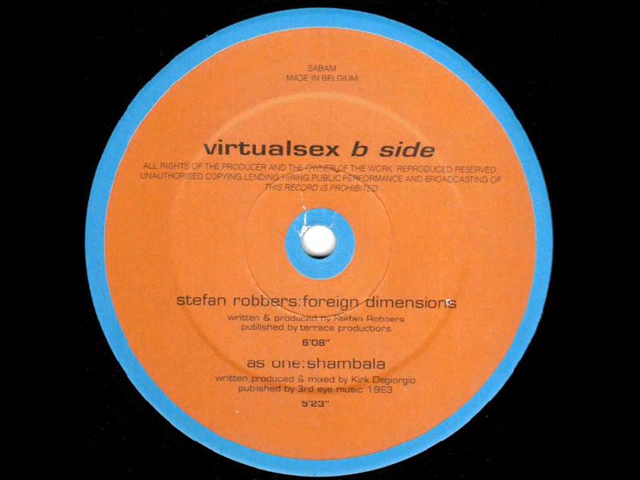 SABAM
MADE IN BELGIUM
virtualsex b side
ALL RIGHTS OF THE PRODUCER AND THE OWNER OF THE WORK REPRODUCED RESERVED.
UNAUTHORISED COPYING,LENDING,HIRING,PUBLIC PERFORMANCE AND BROADCASTING OF
THIS RECORD IS PROHIBITED
stefan robbers:foreign dimensions
written & produced by Stefan Robbers
published by terrace productions
6'08"
as one:shambala
written,produced & mixed by Kirk Degiorgio
published by 3rd eye music 1993
5'23"